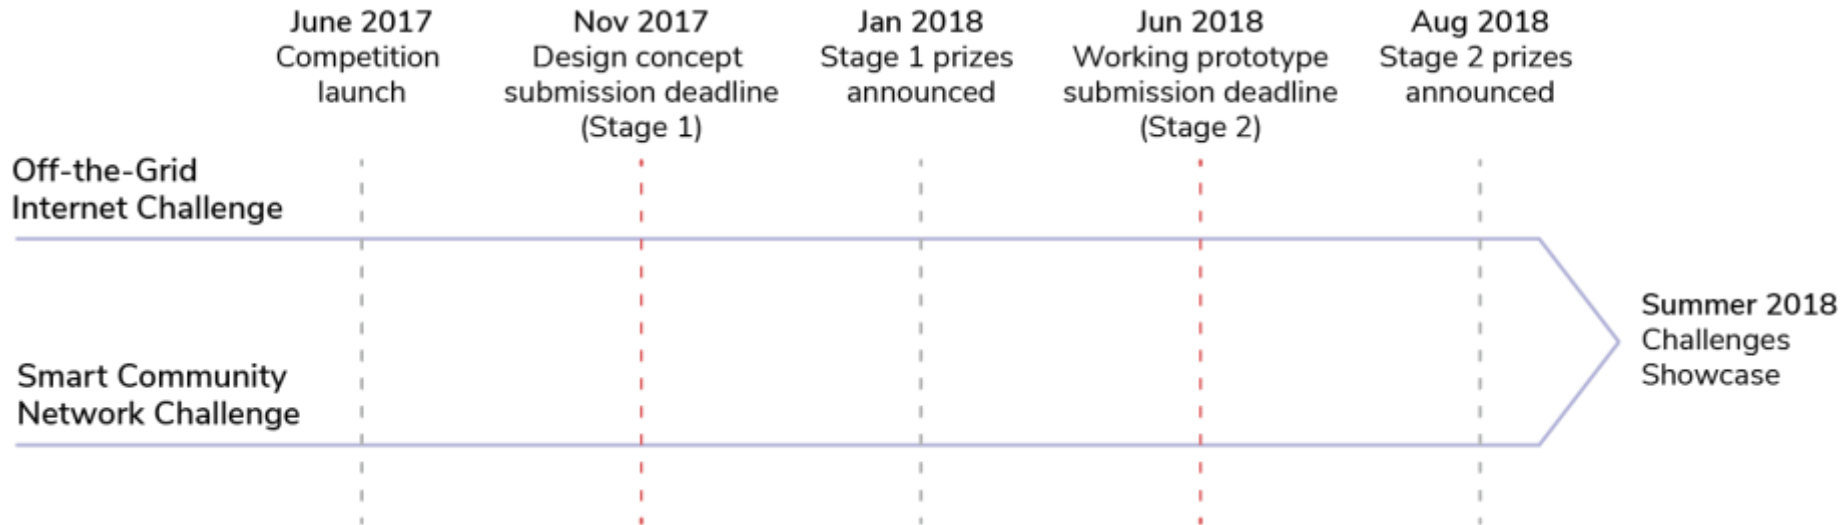 June 2017
Competition
launch
Nov 2017
Design concept
submission deadline
(Stage 1)
Jan 2018
Stage 1 prizes
announced
Jun 2018
Working prototype
submission deadline
(Stage 2)
Aug 2018
Stage 2 prizes
announced
Off-the-Grid
Internet Challenge
Smart Community
Network Challenge
Summer 2018
Challenges
Showcase